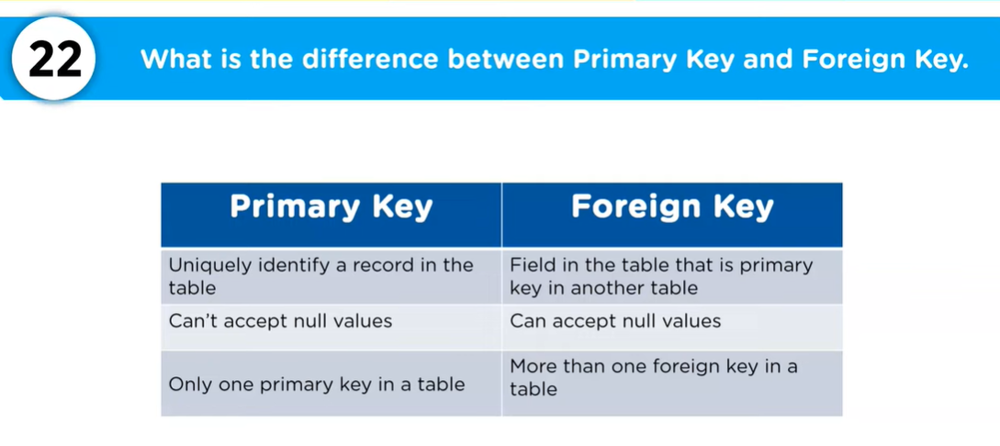 22
What is the difference between Primary Key and Foreign Key.
Primary Key
Foreign Key
Uniquely identify a record in the
table
Field in the table that is primary
key in another table
Can't accept null values
Can accept null values
Only one primary key in a table
More than one foreign key in a
table